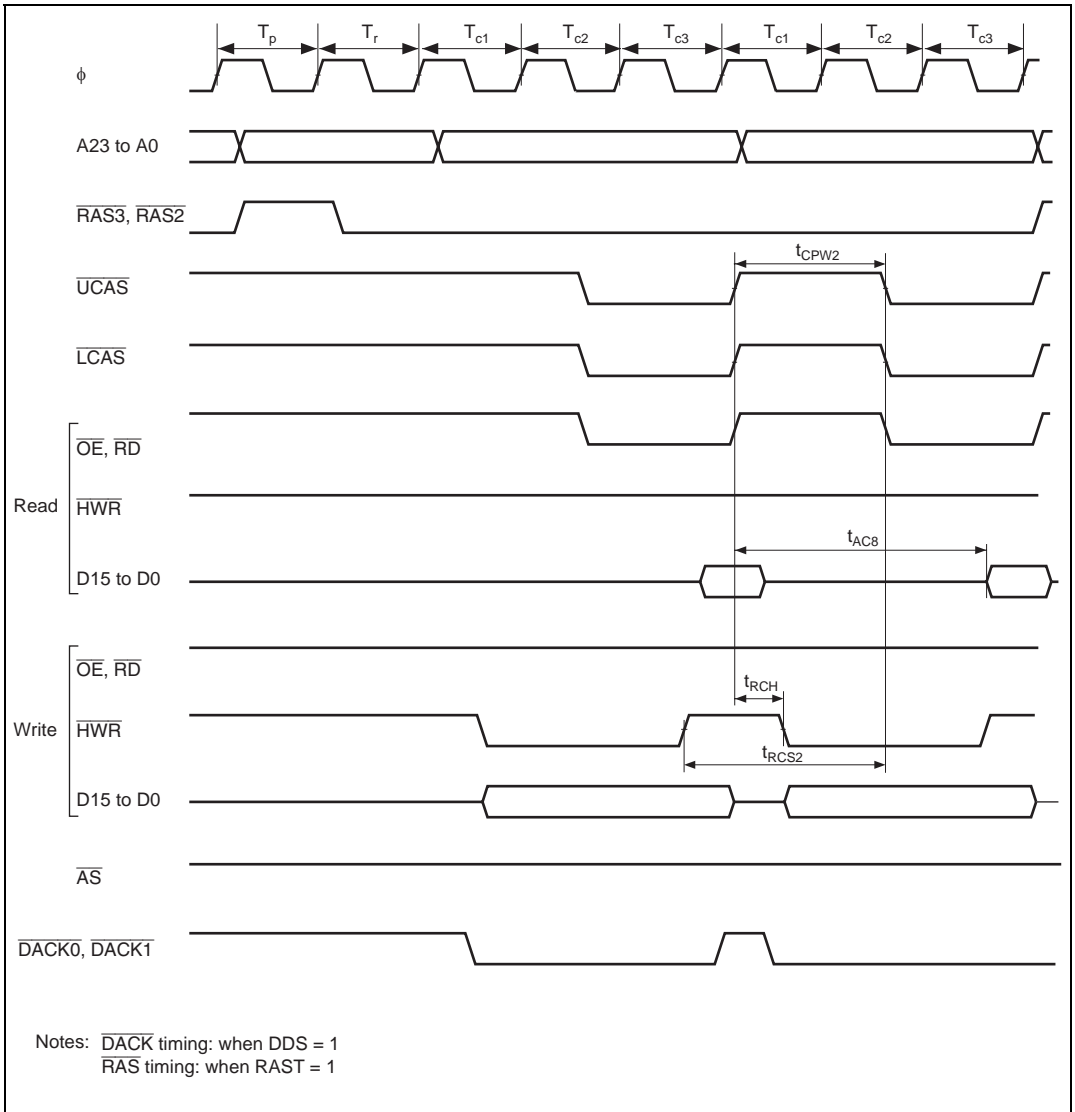 Tp Tr Tc1 Tc2 Tc3 Tc1 Tc2 Tc3
ϕ
A23 to A0
RAS3, RAS2
tCPW2
UCAS
LCAS
OE, RD
Read HWR
tAC8
D15 to D0
OE, RD
tRCH
Write HWR
tRCS2
D15 to D0
AS
DACK0, DACK1
Notes: DACK timing: when DDS = 1
RAS timing: when RAST = 1